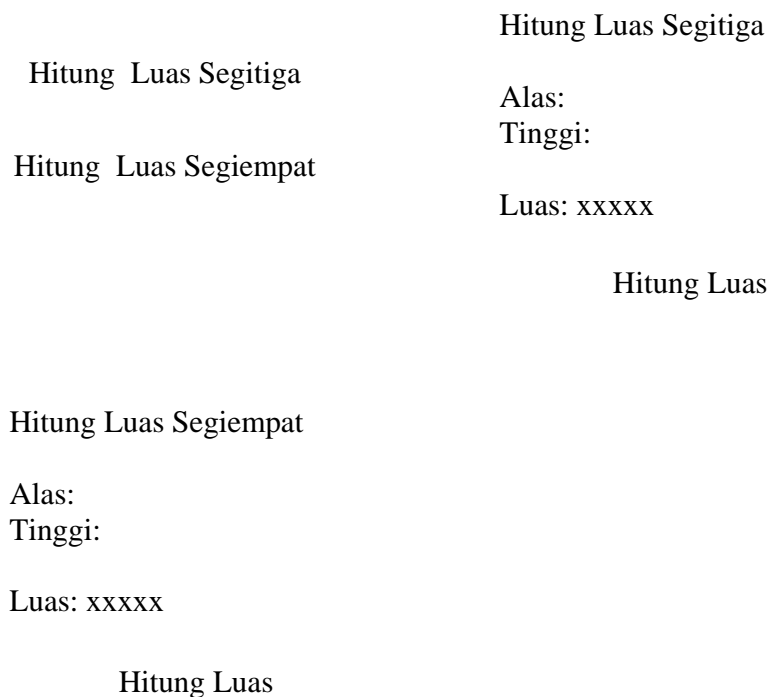 Hitung  Luas Segitiga
Hitung  Luas Segiempat
Hitung Luas Segitiga
Alas:
Tinggi:
Luas: xxxxx
Hitung Luas
Hitung Luas Segiempat
Alas:
Tinggi:
Luas: xxxxx
Hitung Luas